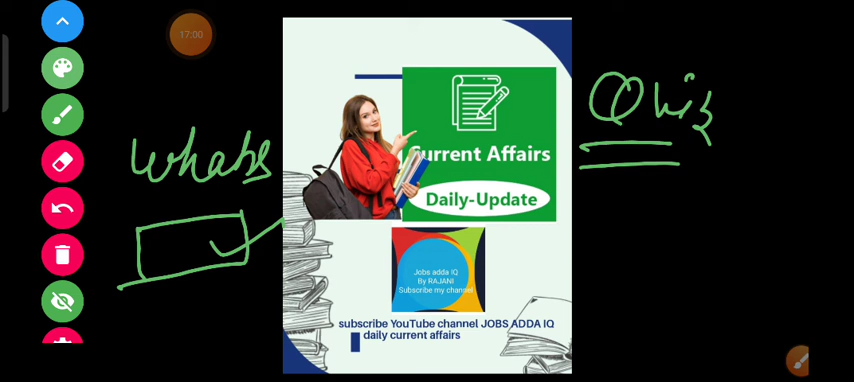 17:00
Quiz
Whats
Current Affairs
Daily-Update
Jobs adda IQ
By RAJANI
Subscribe my channel
subscribe YouTube channel JOBS ADDA IQ
daily current affairs